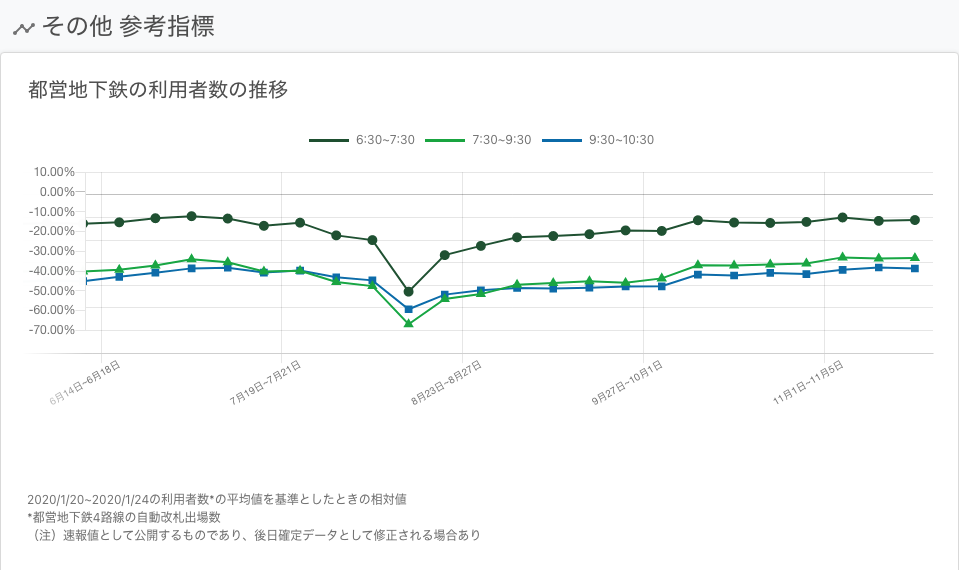 その他 参考指標
都営地下鉄の利用者数の推移
6:30~7:30 7:30~9:30 9:30~10:30
10.00%
0.00%
-10.00%
-20.00%
-30.00%
-40.00%
-50.00%
-60.00%
-70.00%
6月14日~6月18日 7月19日~7月21日 8月23日~8月27日 9月27日~10月1日 11月1日~11月5日
2020/1/20~2020/1/24の利用者数*の平均値を基準としたときの相対値
*都営地下鉄4路線の自動改札出場数
（注）速報値として公開するものであり、後日確定データとして修正される場合あり